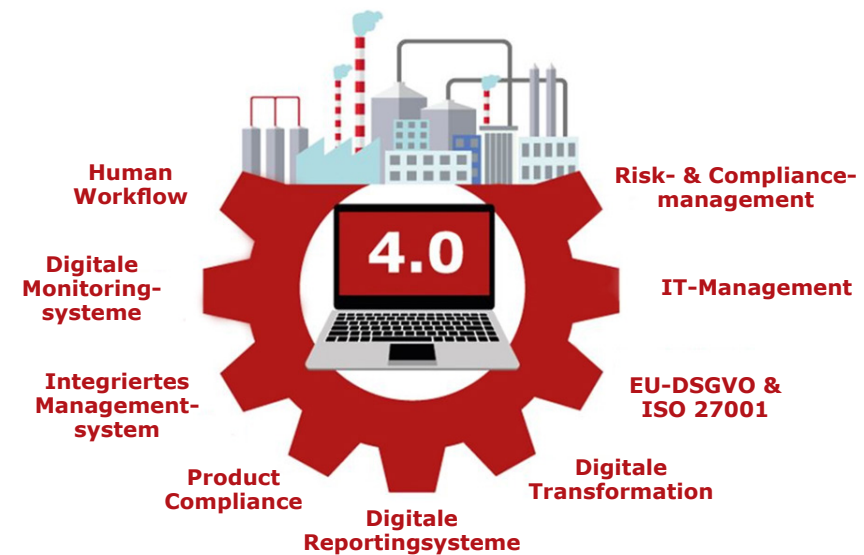 Human
Workflow
Risk- & Compliance-
management
4.0
Digitale
Monitoring-
systeme
IT-Management
Integriertes
Management-
system
EU-DSGVO &
ISO 27001
Product
Compliance
Digitale
Transformation
Digitale
Reportingsysteme